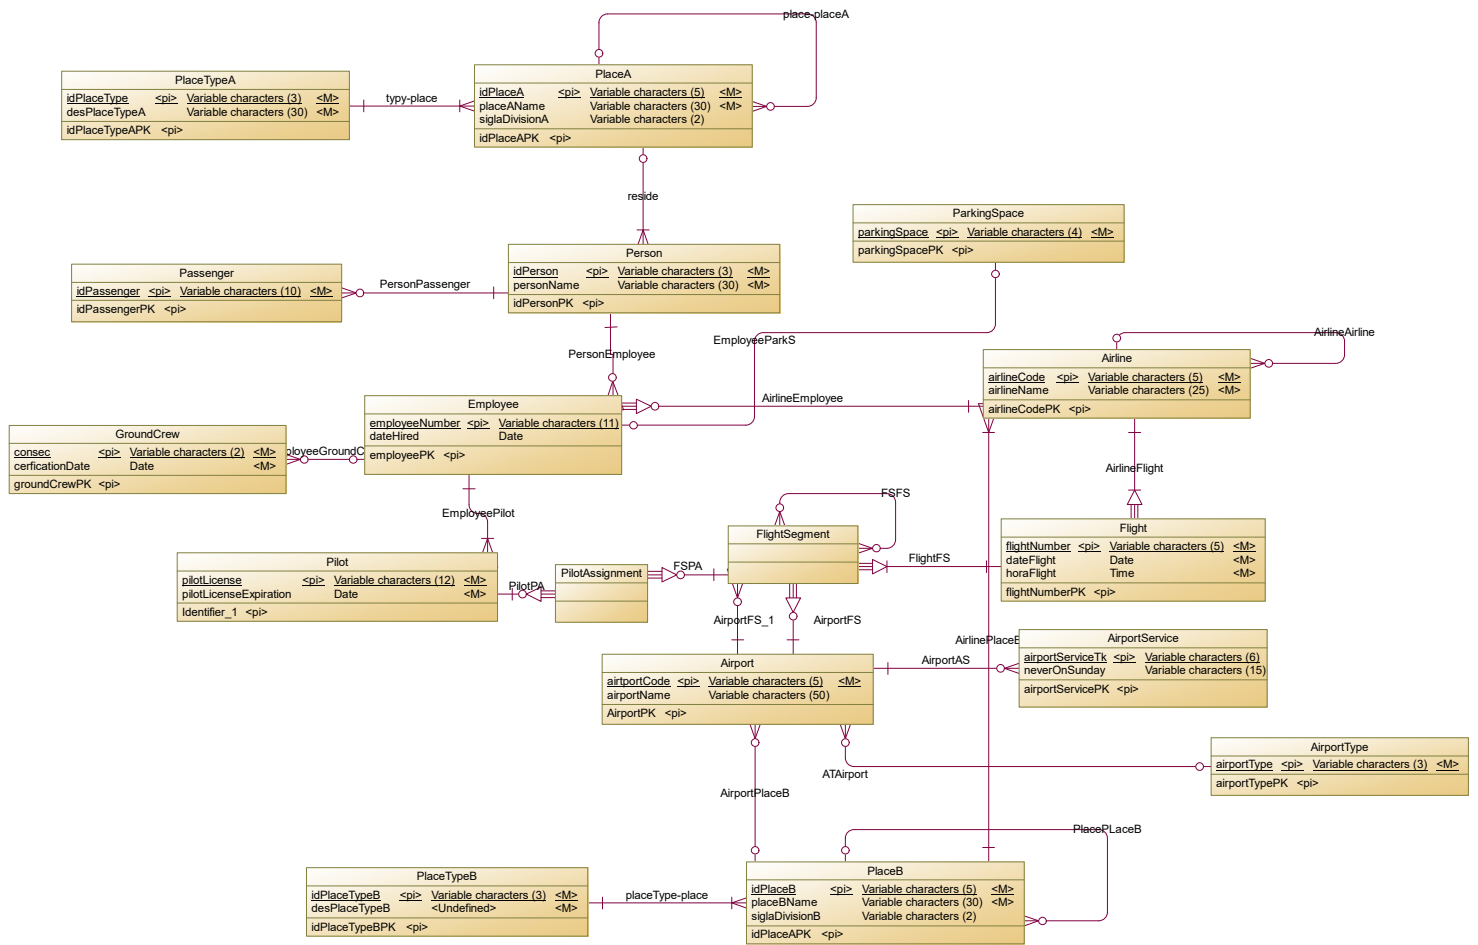 place-placeA
PlaceTypeA
idPlaceType <pi> Variable characters (3) <M>
desPlaceTypeA Variable characters (30) <M>
idPlaceTypeAPK <pi>
typy-place
PlaceA
idPlaceA <pi> Variable characters (5) <M>
placeAName Variable characters (30) <M>
siglaDivisionA Variable characters (2)
idPlaceAPK <pi>
reside
ParkingSpace
parkingSpace <pi> Variable characters (4) <M>
parkingSpacePK <pi>
Passenger
idPassenger <pi> Variable characters (10) <M>
idPassengerPK <pi>
PersonPassenger
Person
idPerson <pi> Variable characters (3) <M>
personName Variable characters (30) <M>
idPersonPK <pi>
PersonEmployee
EmployeeParkS
AirlineAirline
Airline
airlineCode <pi> Variable characters (5) <M>
airlineName Variable characters (25) <M>
airlineCodePK <pi>
AirlineEmployee
Employee
employeeNumber <pi> Variable characters (11)
dateHired Date
employeePK <pi>
GroundCrew
consec <pi> Variable characters (2) <M>
cerficationDate Date <M>
groundCrewPK <pi>
ployeeGroundC
AirlineFlight
EmployeePilot
FSFS
FlightSegment
Flight
flightNumber <pi> Variable characters (5) <M>
dateFlight Date <M>
horaFlight Time <M>
flightNumberPK <pi>
FlightFS
Pilot
pilotLicense <pi> Variable characters (12) <M>
pilotLicenseExpiration Date <M>
Identifier_1 <pi>
PilotPA
PilotAssignment
FSPA
AirportFS_1
AirportFS
AirlinePlaceB
AirportService
airportServiceTk <pi> Variable characters (6)
neverOnSunday Variable characters (15)
airportServicePK <pi>
AirportAS
Airport
airtportCode <pi> Variable characters (5) <M>
airportName Variable characters (50)
AirportPK <pi>
ATAirport
AirportType
airportType <pi> Variable characters (3) <M>
airportTypePK <pi>
AirportPlaceB
PlacePLaceB
PlaceTypeB
idPlaceTypeB <pi> Variable characters (3) <M>
desPlaceTypeB <Undefined> <M>
idPlaceTypeBPK <pi>
placeType-place
PlaceB
idPlaceB <pi> Variable characters (5) <M>
placeBName Variable characters (30) <M>
siglaDivisionB Variable characters (2)
idPlaceAPK <pi>